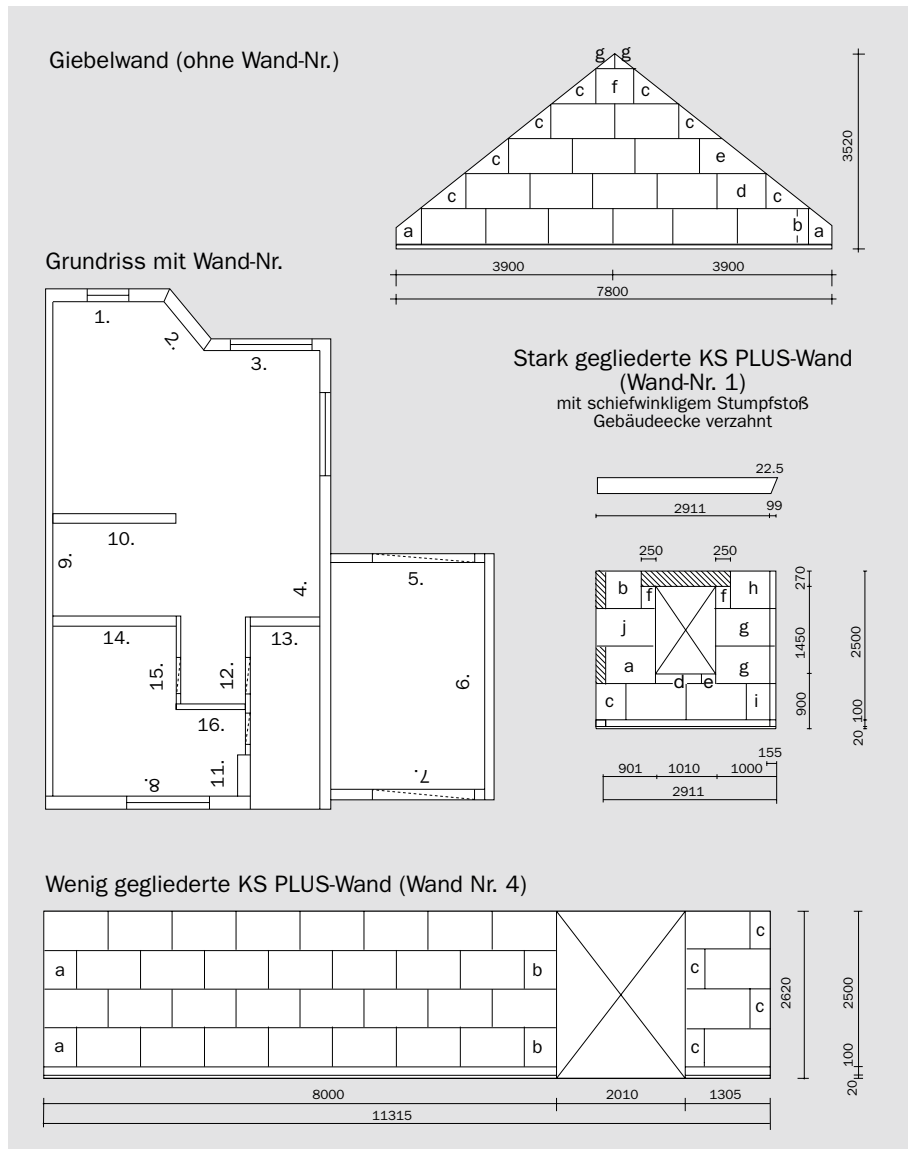 Giebelwand (ohne Wand-Nr.)
g g
c f c
c c
c e
c d c
a b a
3520
3900 3900
7800
Grundriss mit Wand-Nr.
1.
2.
3.
10.
9.
4.
5.
14.
13.
15.
12.
6.
16.
11.
8.
7.
Stark gegliederte KS PLUS-Wand
(Wand-Nr. 1)
mit schiefwinkligem Stumpfstoß
Gebäudeecke verzahnt
22.5
2911 99
250 250
b f f h
j g
a g
d e
c i
270
1450
900
2500
100
20
155
901 1010 1000
2911
Wenig gegliederte KS PLUS-Wand (Wand Nr. 4)
c
a b c
c
a b c
2620
2500
100
20
8000 2010 1305
11315